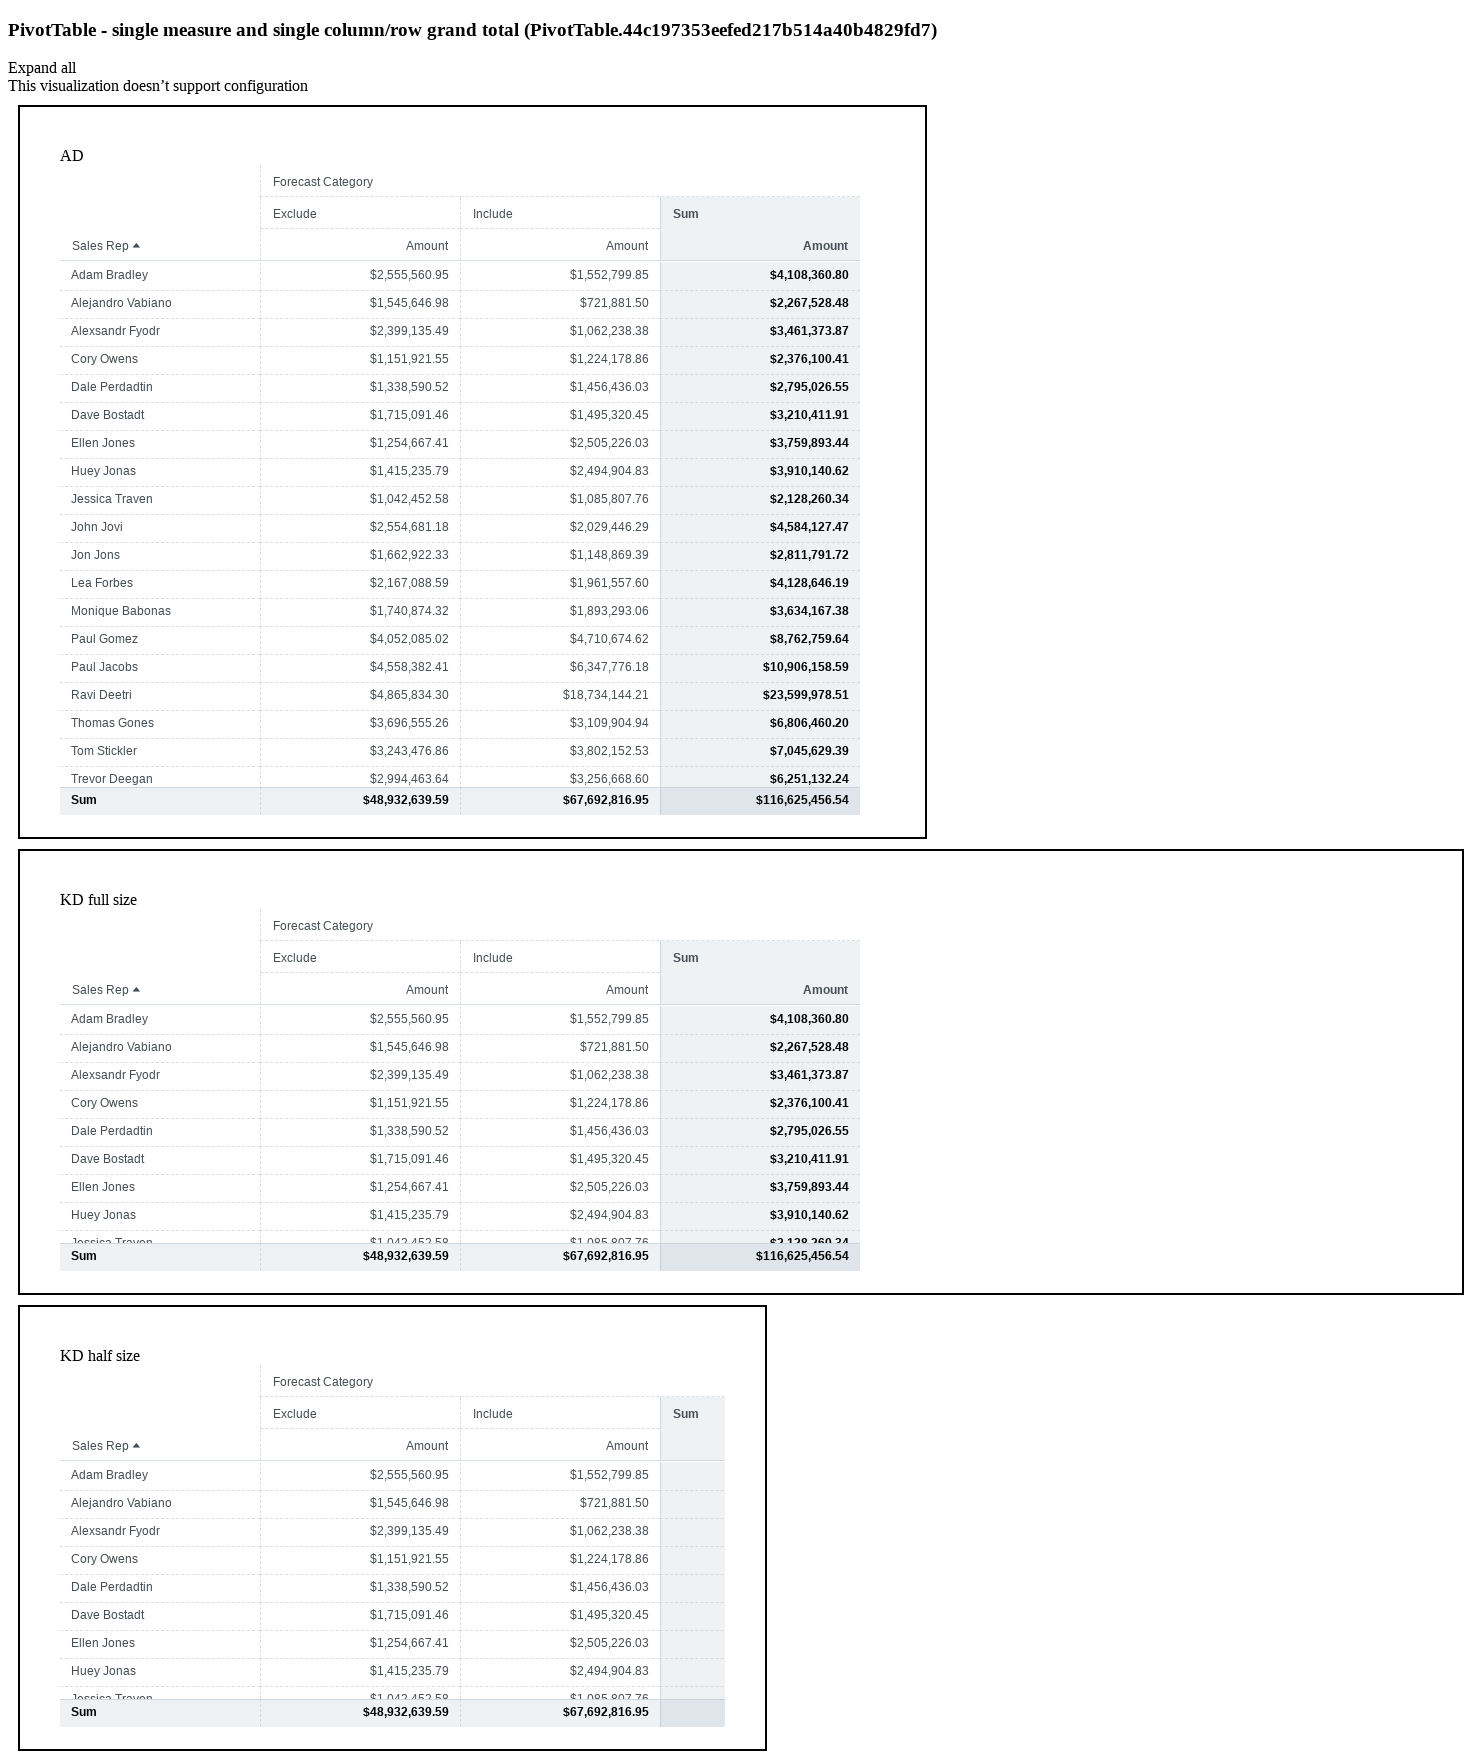 PivotTable - single measure and single column/row grand total (PivotTable.44c197353eefed217b514a40b4829fd7)
Expand all
This visualization doesn’t support configuration
AD
Forecast Category
Exclude Include Sum
Sales Rep Amount Amount Amount
Adam Bradley $2,555,560.95 $1,552,799.85 $4,108,360.80
Alejandro Vabiano $1,545,646.98 $721,881.50 $2,267,528.48
Alexsandr Fyodr $2,399,135.49 $1,062,238.38 $3,461,373.87
Cory Owens $1,151,921.55 $1,224,178.86 $2,376,100.41
Dale Perdadtin $1,338,590.52 $1,456,436.03 $2,795,026.55
Dave Bostadt $1,715,091.46 $1,495,320.45 $3,210,411.91
Ellen Jones $1,254,667.41 $2,505,226.03 $3,759,893.44
Huey Jonas $1,415,235.79 $2,494,904.83 $3,910,140.62
Jessica Traven $1,042,452.58 $1,085,807.76 $2,128,260.34
John Jovi $2,554,681.18 $2,029,446.29 $4,584,127.47
Jon Jons $1,662,922.33 $1,148,869.39 $2,811,791.72
Lea Forbes $2,167,088.59 $1,961,557.60 $4,128,646.19
Monique Babonas $1,740,874.32 $1,893,293.06 $3,634,167.38
Paul Gomez $4,052,085.02 $4,710,674.62 $8,762,759.64
Paul Jacobs $4,558,382.41 $6,347,776.18 $10,906,158.59
Ravi Deetri $4,865,834.30 $18,734,144.21 $23,599,978.51
Thomas Gones $3,696,555.26 $3,109,904.94 $6,806,460.20
Tom Stickler $3,243,476.86 $3,802,152.53 $7,045,629.39
Trevor Deegan $2,994,463.64 $3,256,668.60 $6,251,132.24
Sum $48,932,639.59 $67,692,816.95 $116,625,456.54
KD full size
Forecast Category
Exclude Include Sum
Sales Rep Amount Amount Amount
Adam Bradley $2,555,560.95 $1,552,799.85 $4,108,360.80
Alejandro Vabiano $1,545,646.98 $721,881.50 $2,267,528.48
Alexsandr Fyodr $2,399,135.49 $1,062,238.38 $3,461,373.87
Cory Owens $1,151,921.55 $1,224,178.86 $2,376,100.41
Dale Perdadtin $1,338,590.52 $1,456,436.03 $2,795,026.55
Dave Bostadt $1,715,091.46 $1,495,320.45 $3,210,411.91
Ellen Jones $1,254,667.41 $2,505,226.03 $3,759,893.44
Huey Jonas $1,415,235.79 $2,494,904.83 $3,910,140.62
Jessica Traven $1,042,452.58 $1,085,807.76 $2,128,260.34
Sum $48,932,639.59 $67,692,816.95 $116,625,456.54
KD half size
Forecast Category
Exclude Include Sum
Sales Rep Amount Amount
Adam Bradley $2,555,560.95 $1,552,799.85
Alejandro Vabiano $1,545,646.98 $721,881.50
Alexsandr Fyodr $2,399,135.49 $1,062,238.38
Cory Owens $1,151,921.55 $1,224,178.86
Dale Perdadtin $1,338,590.52 $1,456,436.03
Dave Bostadt $1,715,091.46 $1,495,320.45
Ellen Jones $1,254,667.41 $2,505,226.03
Huey Jonas $1,415,235.79 $2,494,904.83
Jessica Traven $1,042,452.58 $1,085,807.76
Sum $48,932,639.59 $67,692,816.95